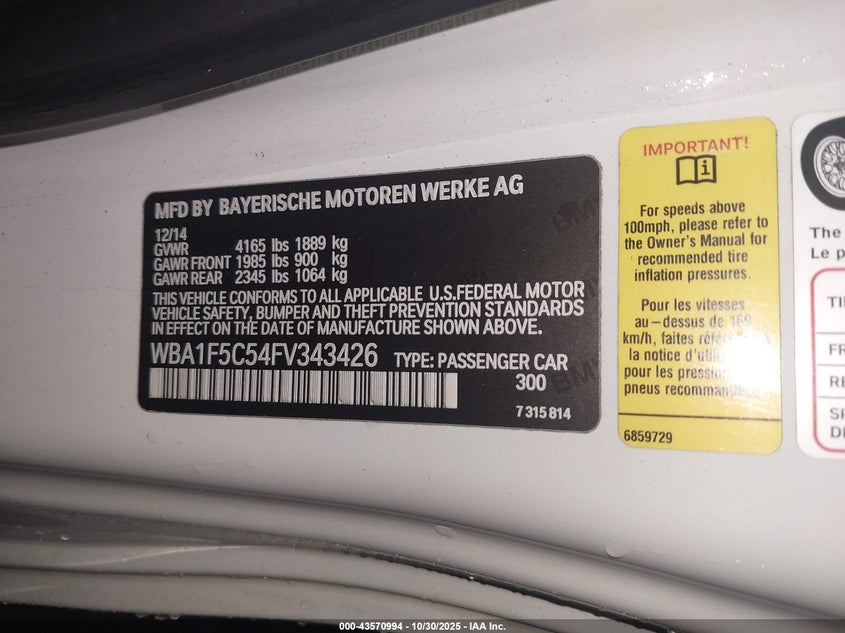 MFD BY BAYERISCHE MOTOREN WERKE AG
12/14
GVWR 4165 lbs 1889 kg
GAWR FRONT 1985 lbs 900 kg
GAWR REAR 2345 lbs 1064 kg
THIS VEHICLE CONFORMS TO ALL APPLICABLE U.S.FEDERAL MOTOR
VEHICLE SAFETY, BUMPER AND THEFT PREVENTION STANDARDS
IN EFFECT ON THE DATE OF MANUFACTURE SHOWN ABOVE.
WBA1F5C54FV343426 TYPE: PASSENGER CAR
300
7 315 814
IMPORTANT!
For speeds above
100mph, please refer to
the Owner's Manual for
recommended tire
inflation pressures.
Pour les vitesses
au-dessus de 160
km/h, faites
la notice
pour les
pneus
6859729
The
Le
000-43570994 - 10/30/2025 - IAA Inc.